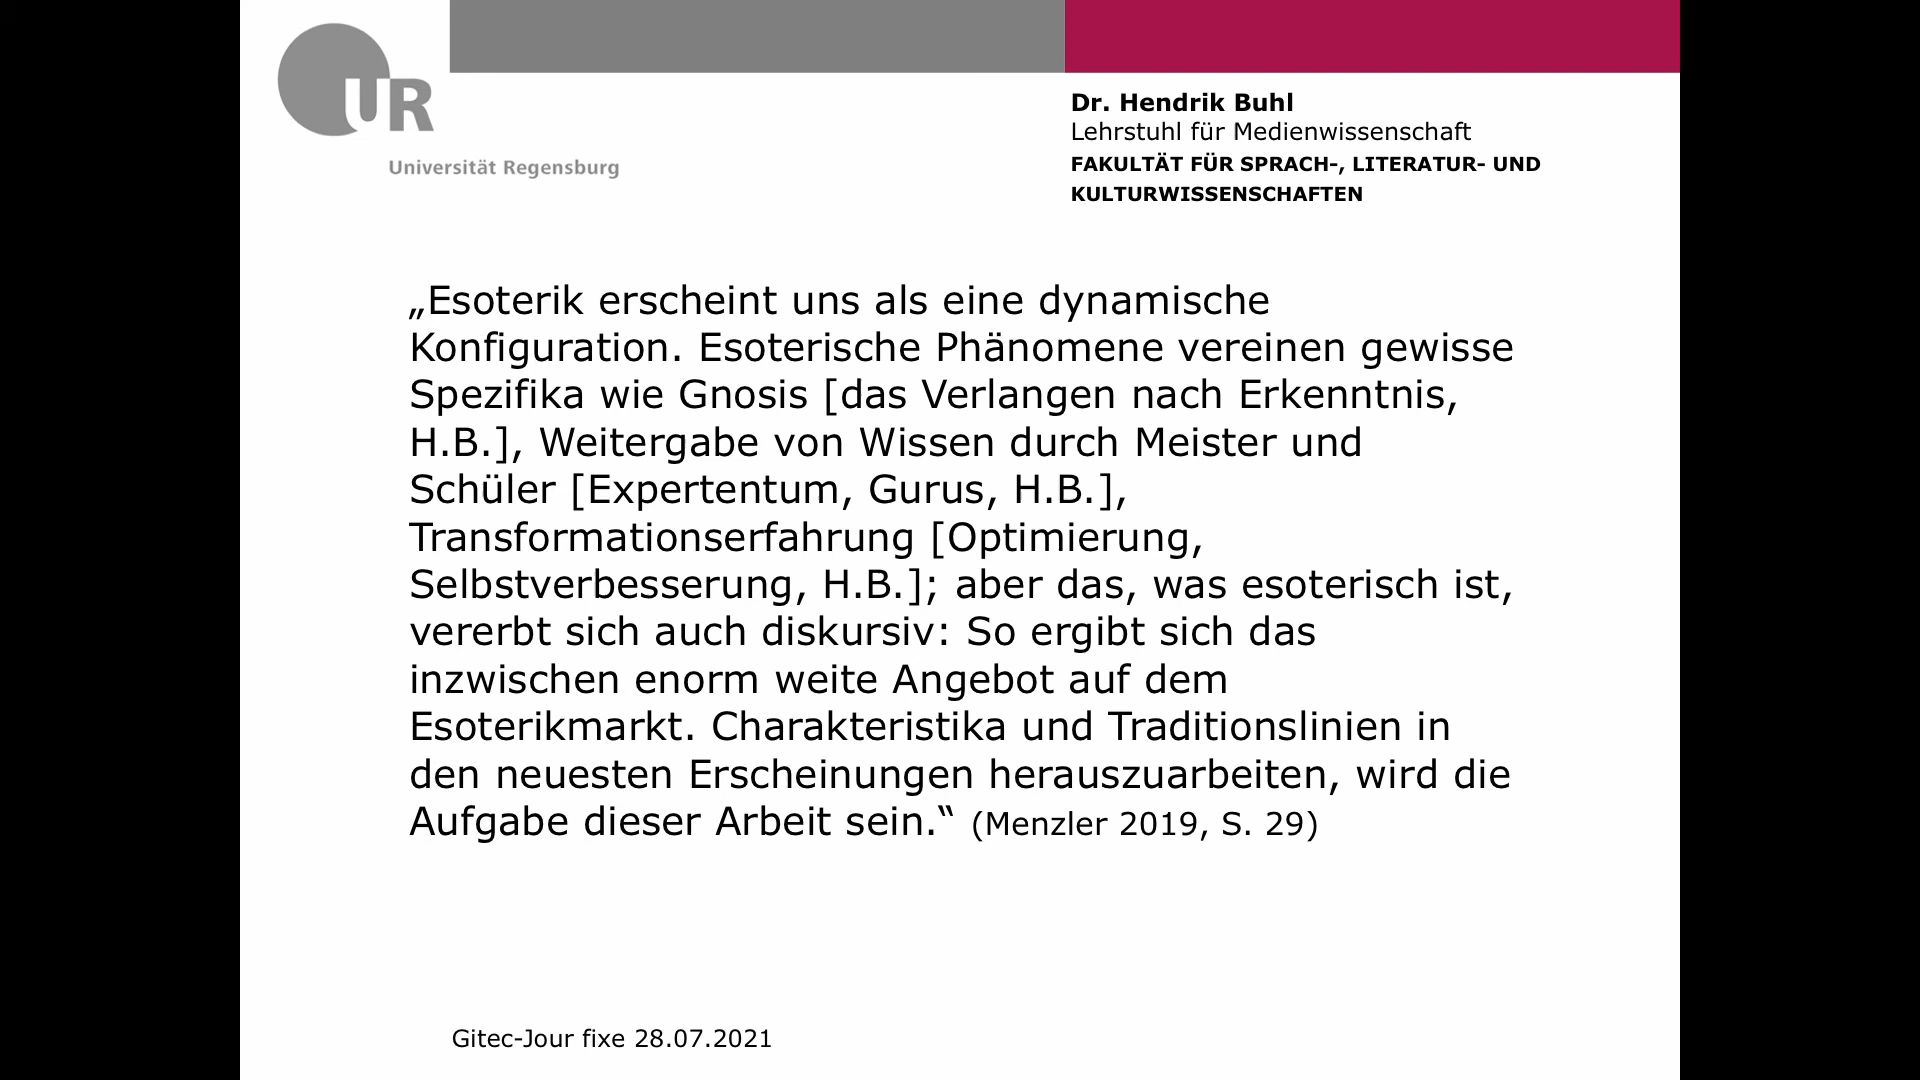 UR
Universität Regensburg
Dr. Hendrik Buhl
Lehrstuhl für Medienwissenschaft
FAKULTÄT FÜR SPRACH-, LITERATUR- UND
KULTURWISSENSCHAFTEN
„Esoterik erscheint uns als eine dynamische
Konfiguration. Esoterische Phänomene vereinen gewisse
Spezifika wie Gnosis [das Verlangen nach Erkenntnis,
H.B.], Weitergabe von Wissen durch Meister und
Schüler [Expertentum, Gurus, H.B.],
Transformationserfahrung [Optimierung,
Selbstverbesserung, H.B.]; aber das, was esoterisch ist,
vererbt sich auch diskursiv: So ergibt sich das
inzwischen enorm weite Angebot auf dem
Esoterikmarkt. Charakteristika und Traditionslinien in
den neuesten Erscheinungen herauszuarbeiten, wird die
Aufgabe dieser Arbeit sein.“ (Menzler 2019, S. 29)
Gitec-Jour fixe 28.07.2021